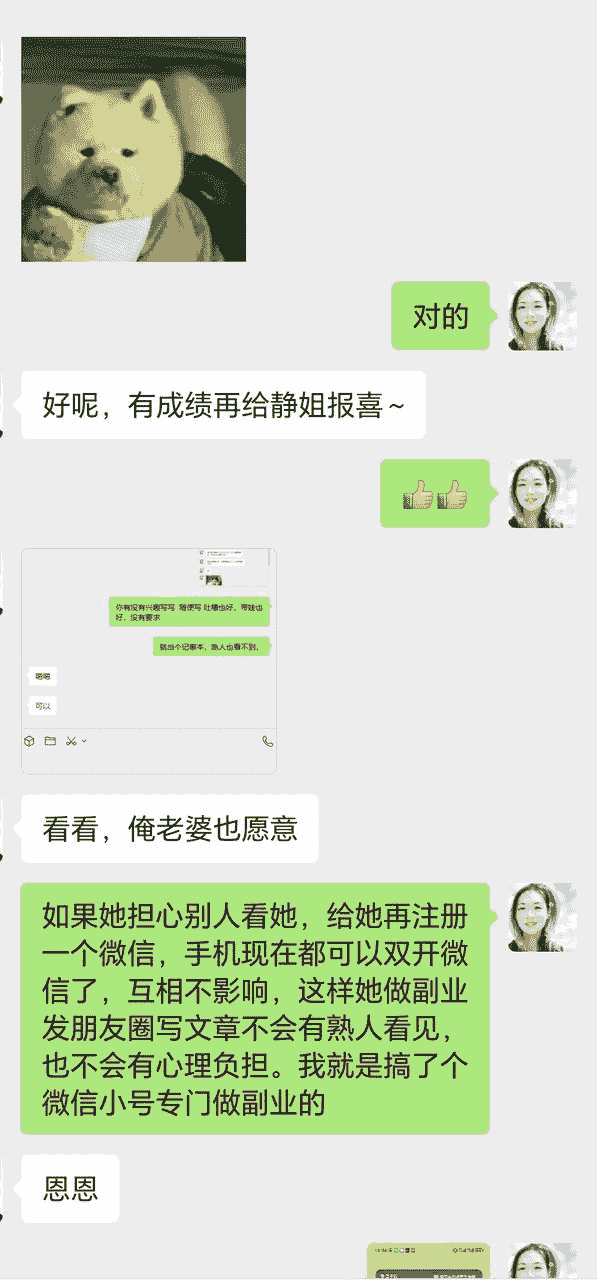 对的
好呢，有成绩再给静姐报喜~
你有没有兴趣写写 随便写 吐槽也好，带娃也
好，没有要求
就当个记事本，熟人也看不到，
嗯嗯
可以
看看，俺老婆也愿意
如果她担心别人看她，给她再注册
一个微信，手机现在都可以双开微
信了，互相不影响，这样她做副业
发朋友圈写文章不会有熟人看见，
也不会有心理负担。我就是搞了个
微信小号专门做副业的
恩恩